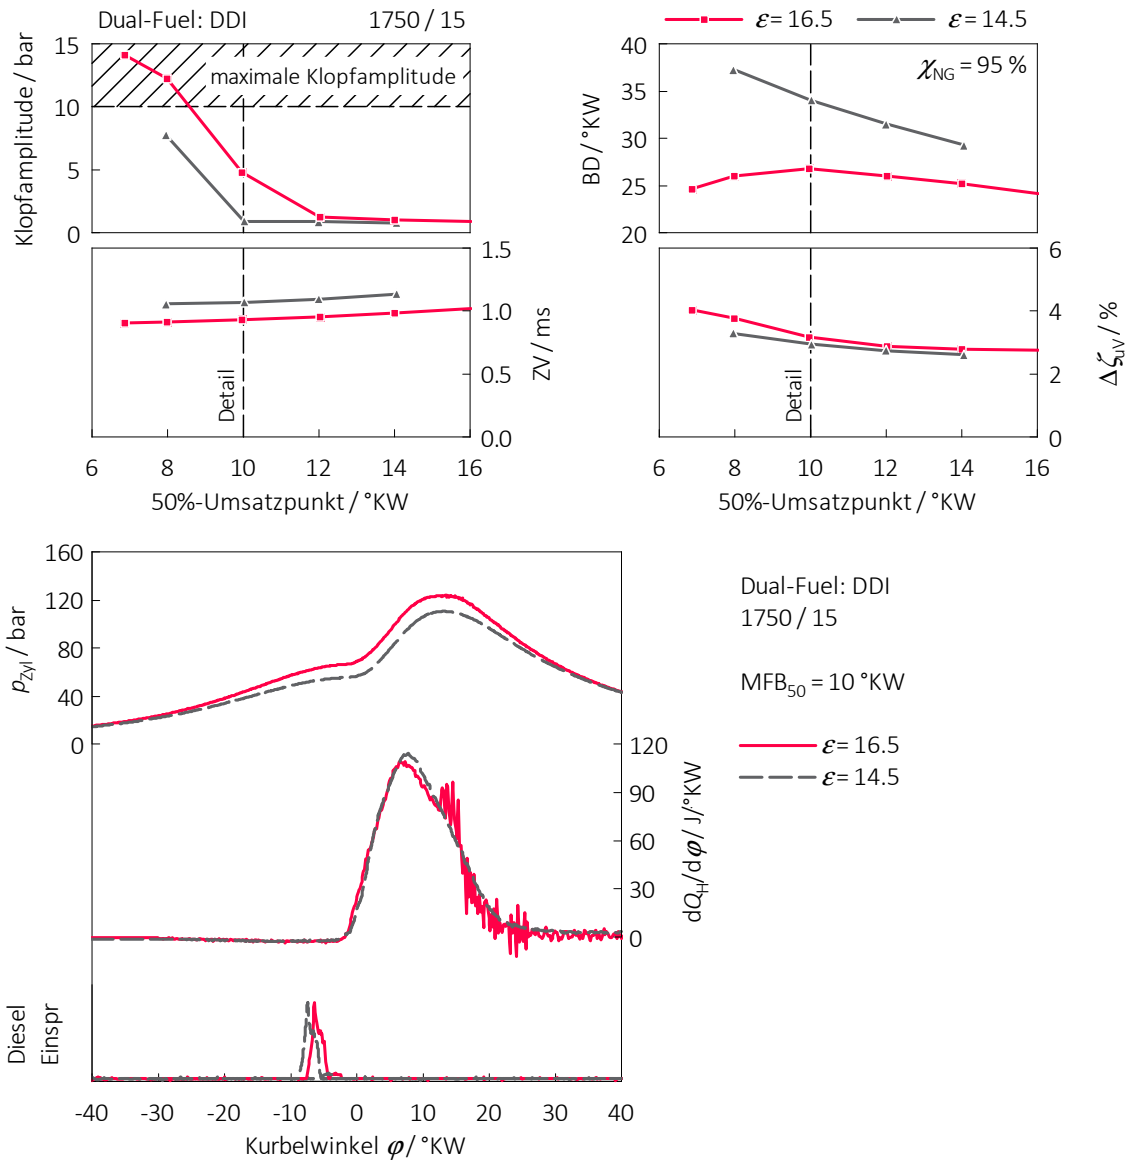 Dual-Fuel: DDI 1750 / 15
ε = 16.5 ε = 14.5
Klopfamplitude / bar
15
10
5
0
maximale Klopfamplitude
1.5
1.0
0.5
0.0
ZV / ms
Detail
6 8 10 12 14 16
50%-Umsatzpunkt / °KW
BD / °KW
40
35
30
25
20
χNG = 95 %
6
4
2
0
Δζuv / %
Detail
6 8 10 12 14 16
50%-Umsatzpunkt / °KW
pZyl / bar
160
120
80
40
0
120
90
60
30
0
dQH/dφ / J/°KW
Diesel
Einspr
-40 -30 -20 -10 0 10 20 30 40
Kurbelwinkel φ / °KW
Dual-Fuel: DDI
1750 / 15
MFB50 = 10 °KW
ε = 16.5
ε = 14.5